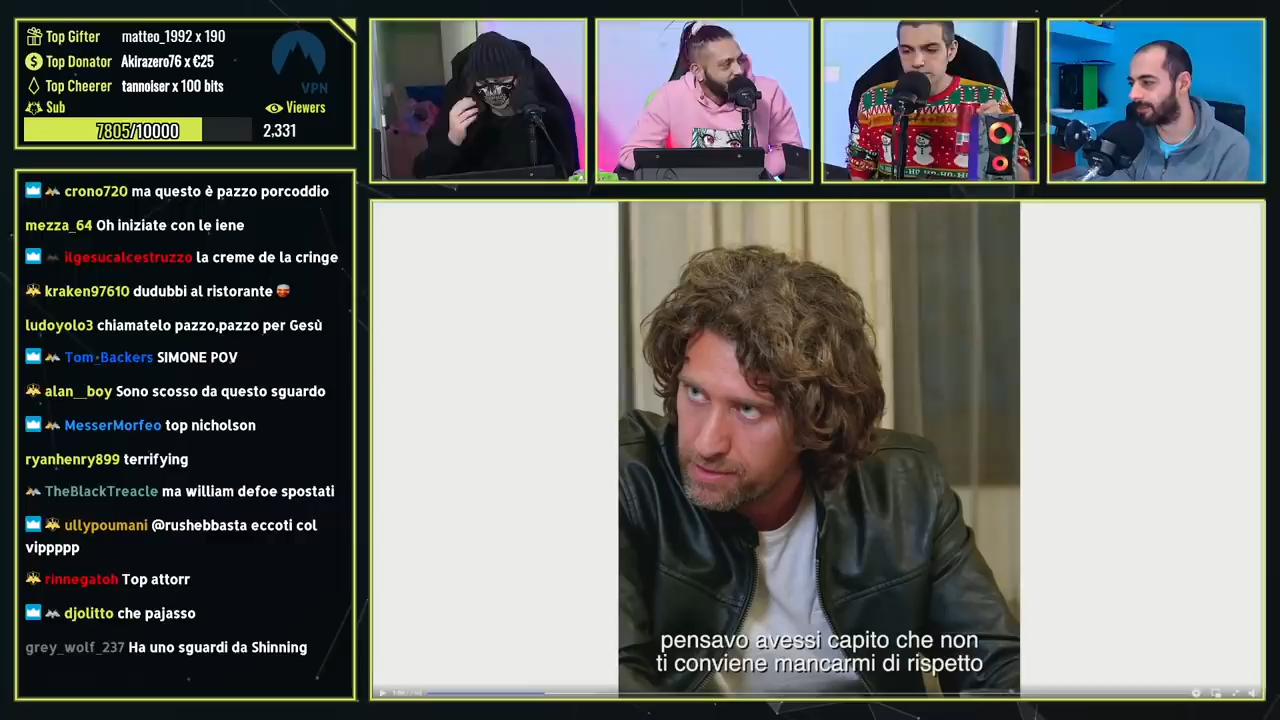 Top Gifter matteo_1992 x 190
Top Donator Akirazero76 x €25
Top Cheerer tannoiser x 100 bits
Sub Viewers
7805/10000 2,331
VPN
crono720 ma questo è pazzo porcoddio
mezza_64 Oh iniziate con le iene
ilgesucalcestruzzo la creme de la cringe
kraken97610 dudubbi al ristorante
ludoyolo3 chiamatelo pazzo,pazzo per Gesù
Tom_Backers SIMONE POV
alan__boy Sono scosso da questo sguardo
MesserMorfeo top nicholson
ryanhenry899 terrifying
TheBlackTreacle ma william defoe spostati
ullypoumani @rushebbasta eccoti col
vippppp
rinnegatoh Top attorr
djolitto che pajasso
grey_wolf_237 Ha uno sguardi da Shinning
pensavo avessi capito che non
ti conviene mancarmi di rispetto